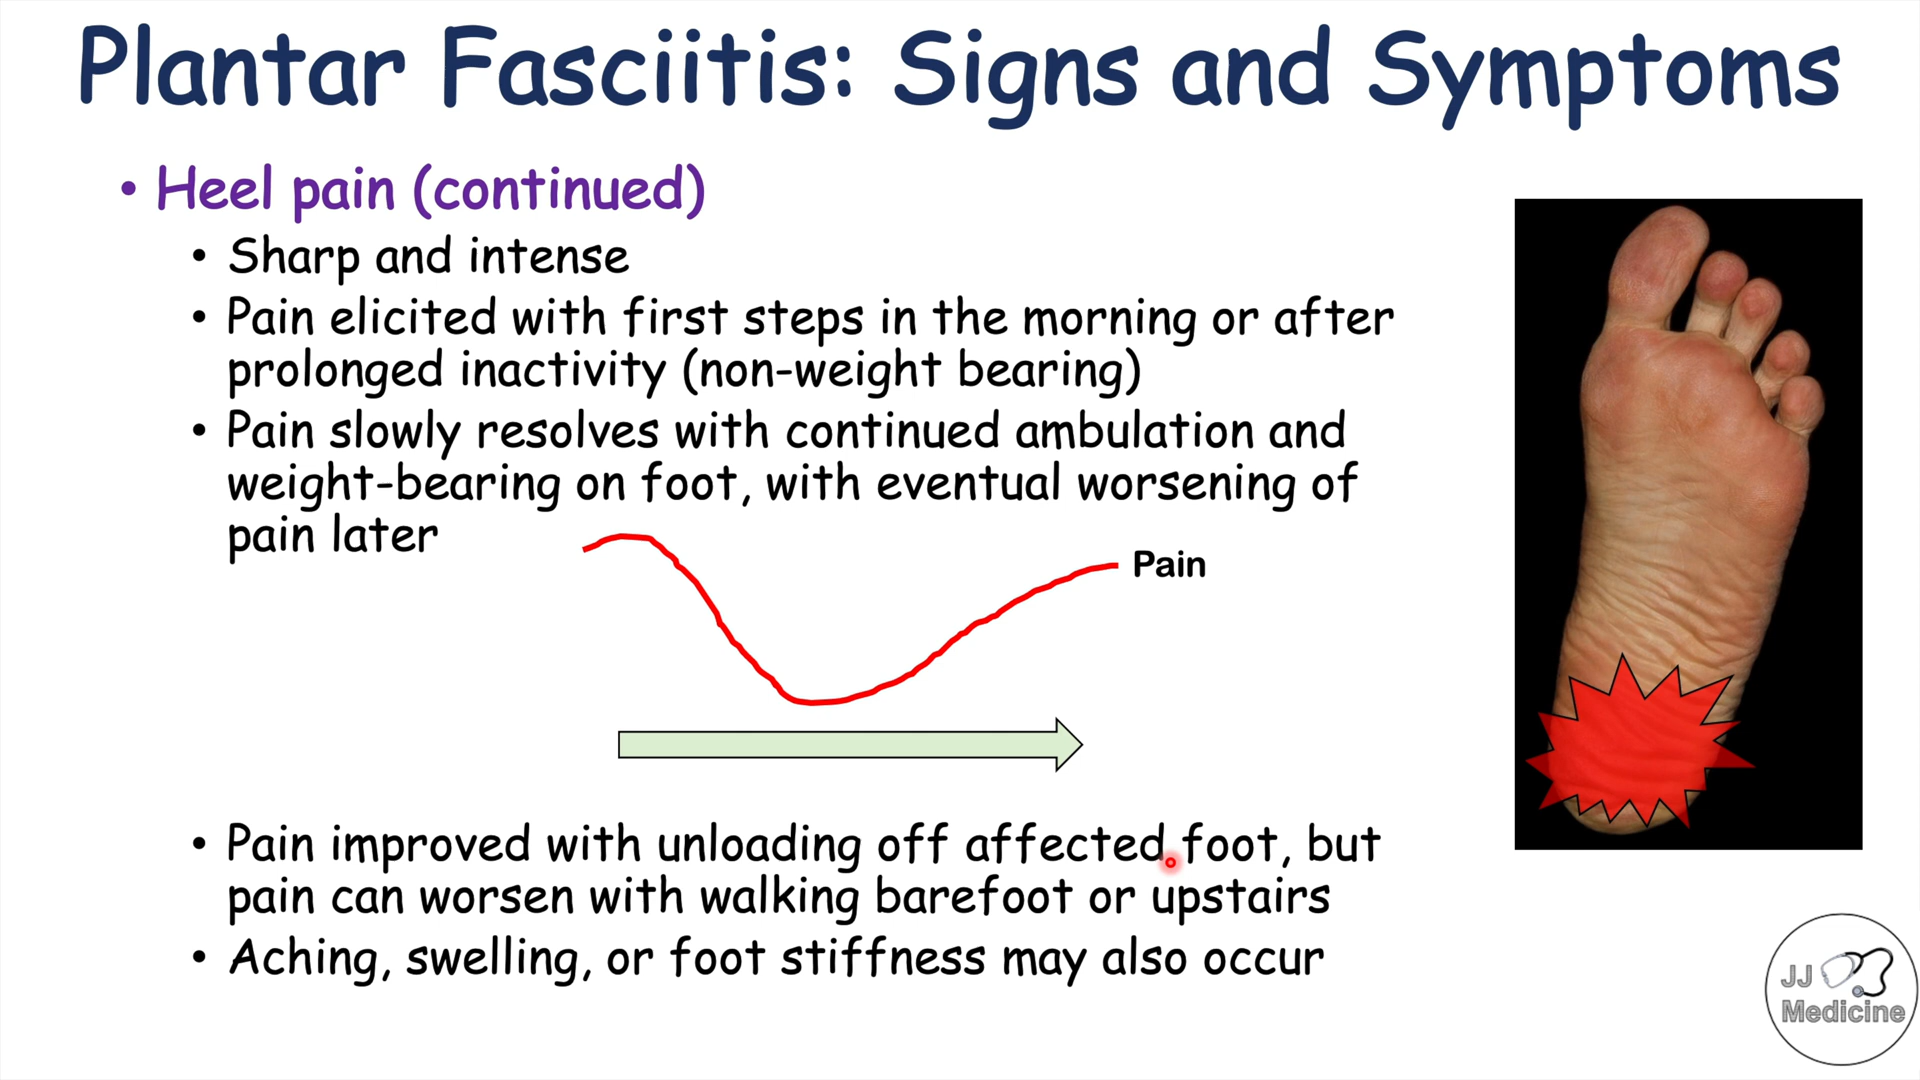 Plantar Fasciitis: Signs and Symptoms
• Heel pain (continued)
• Sharp and intense
• Pain elicited with first steps in the morning or after
prolonged inactivity (non-weight bearing)
• Pain slowly resolves with continued ambulation and
weight-bearing on foot, with eventual worsening of
pain later
Pain
• Pain improved with unloading off affected foot, but
pain can worsen with walking barefoot or upstairs
• Aching, swelling, or foot stiffness may also occur
JJ
Medicine